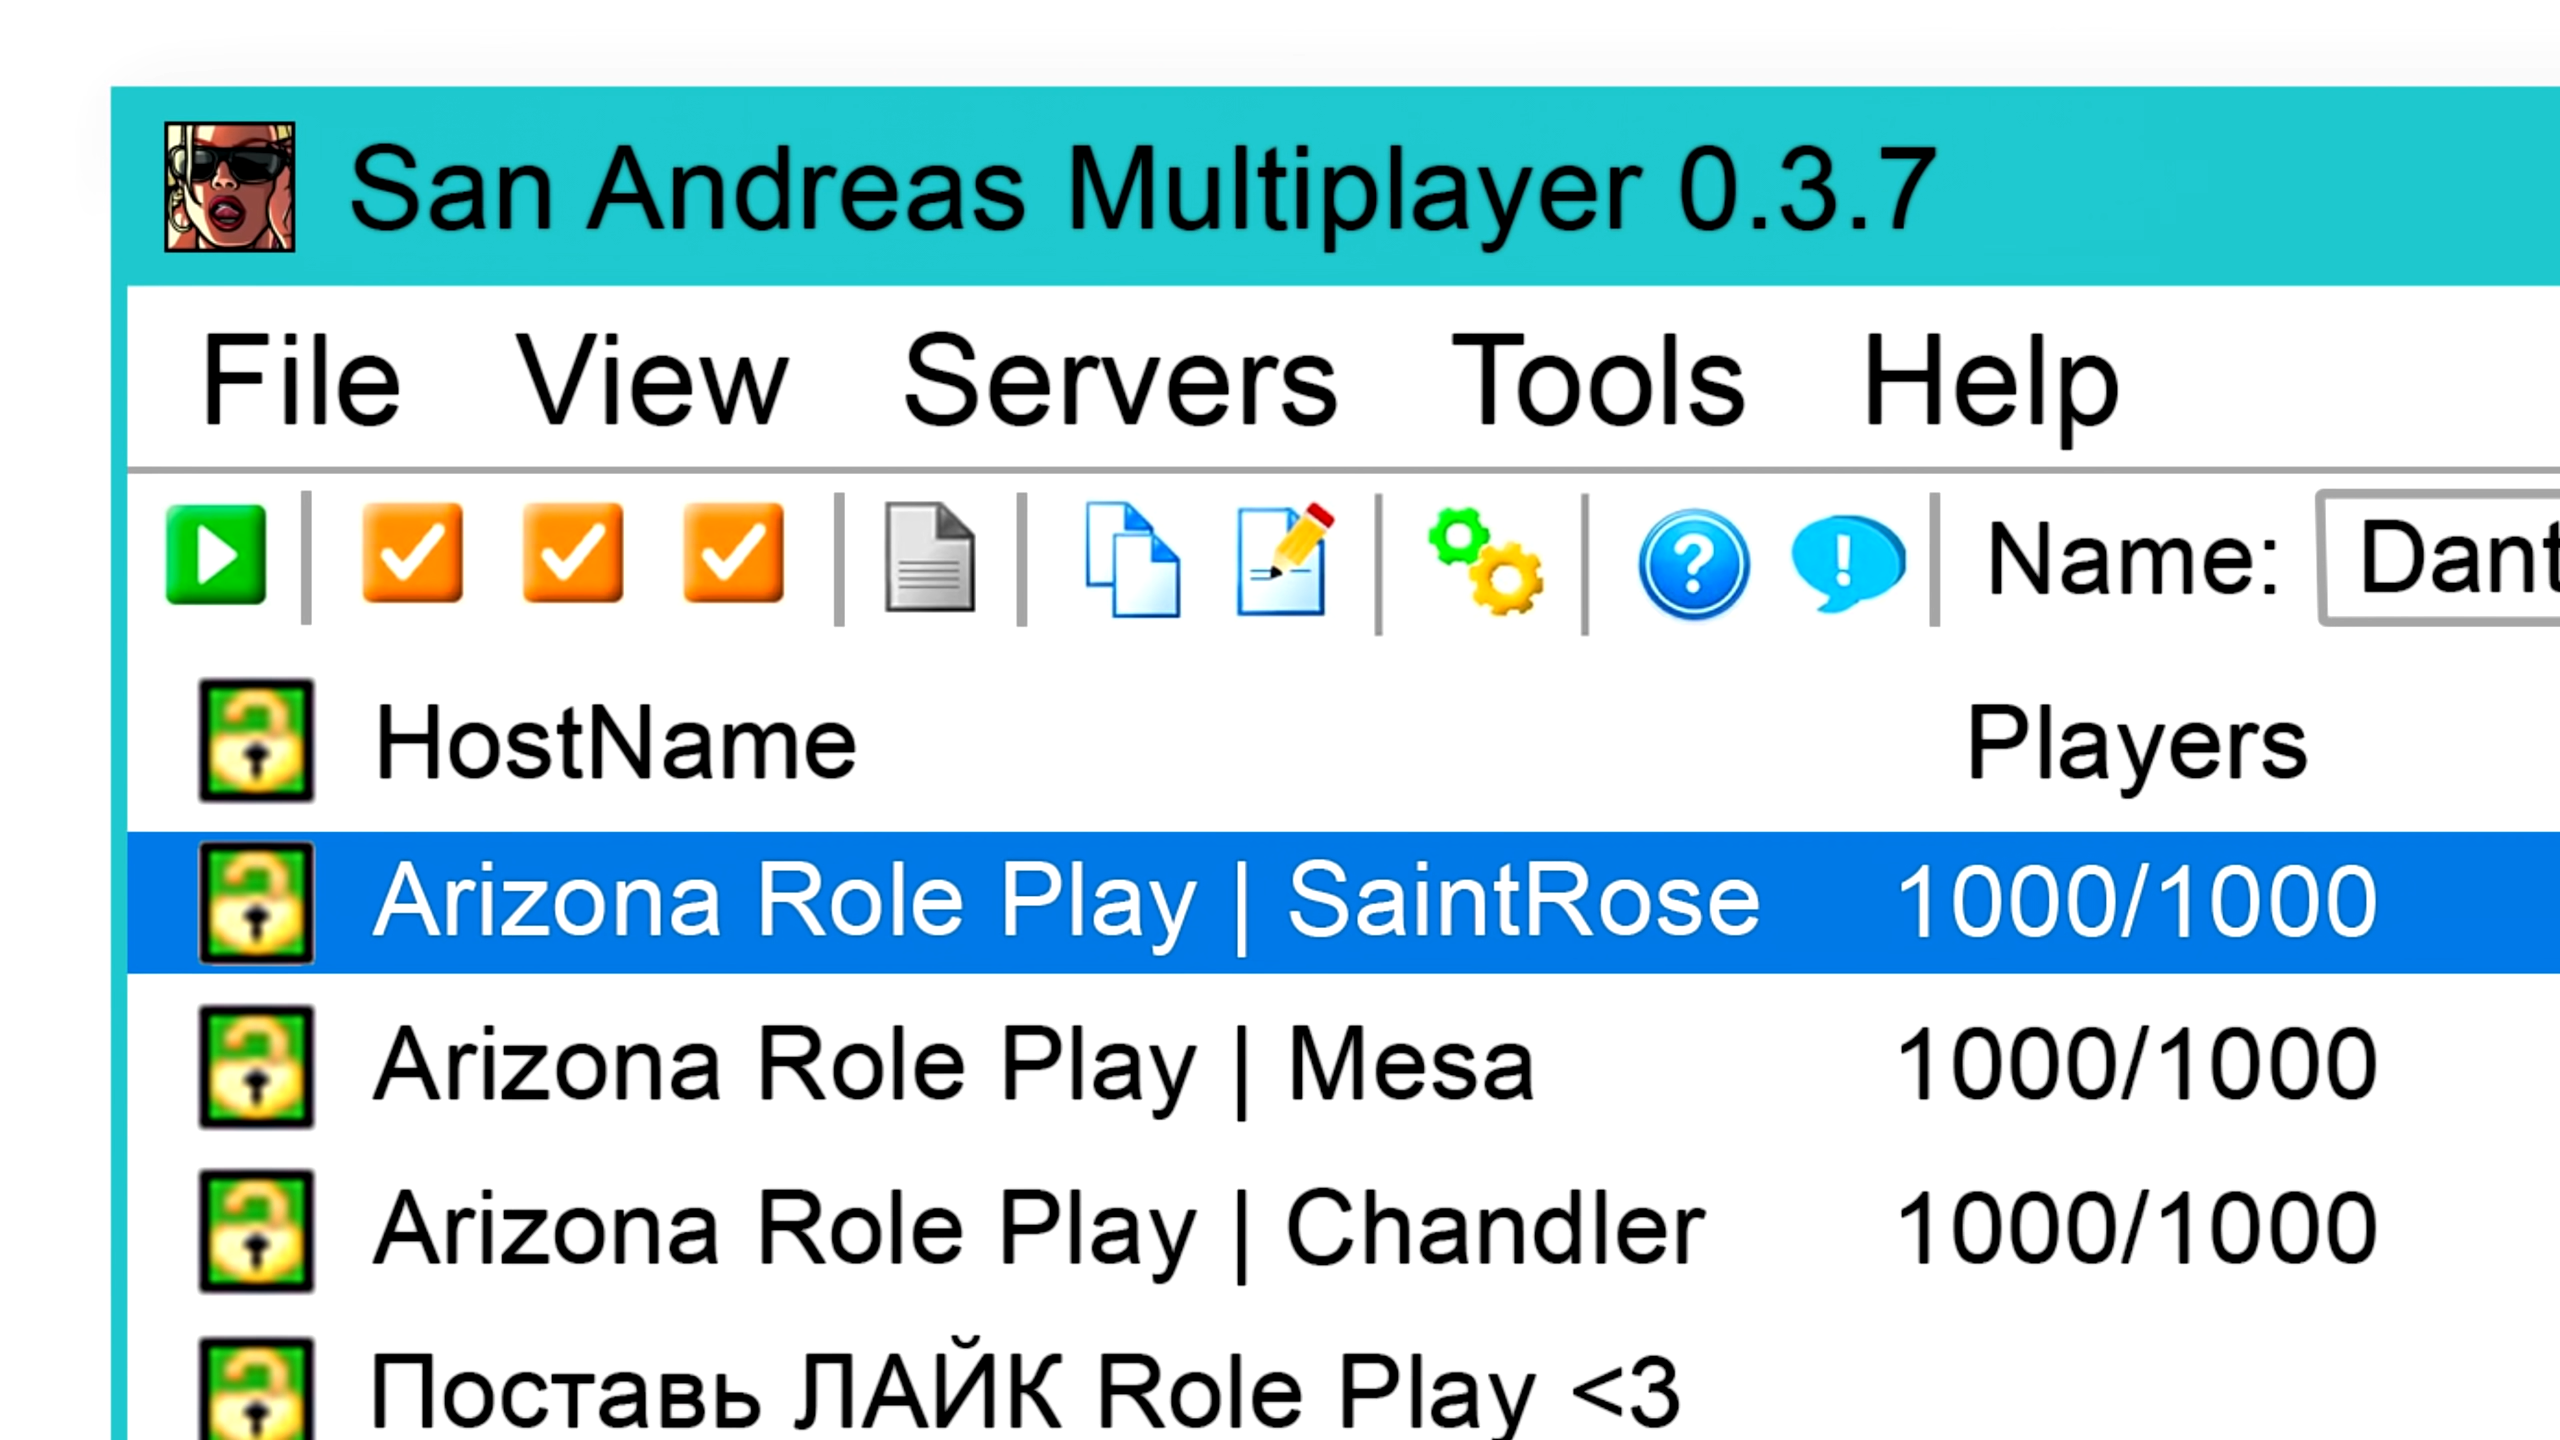 San Andreas Multiplayer 0.3.7
File View Servers Tools Help
Name: Dant
HostName Players
Arizona Role Play | SaintRose 1000/1000
Arizona Role Play | Mesa 1000/1000
Arizona Role Play | Chandler 1000/1000
Поставь ЛАЙК Role Play <3